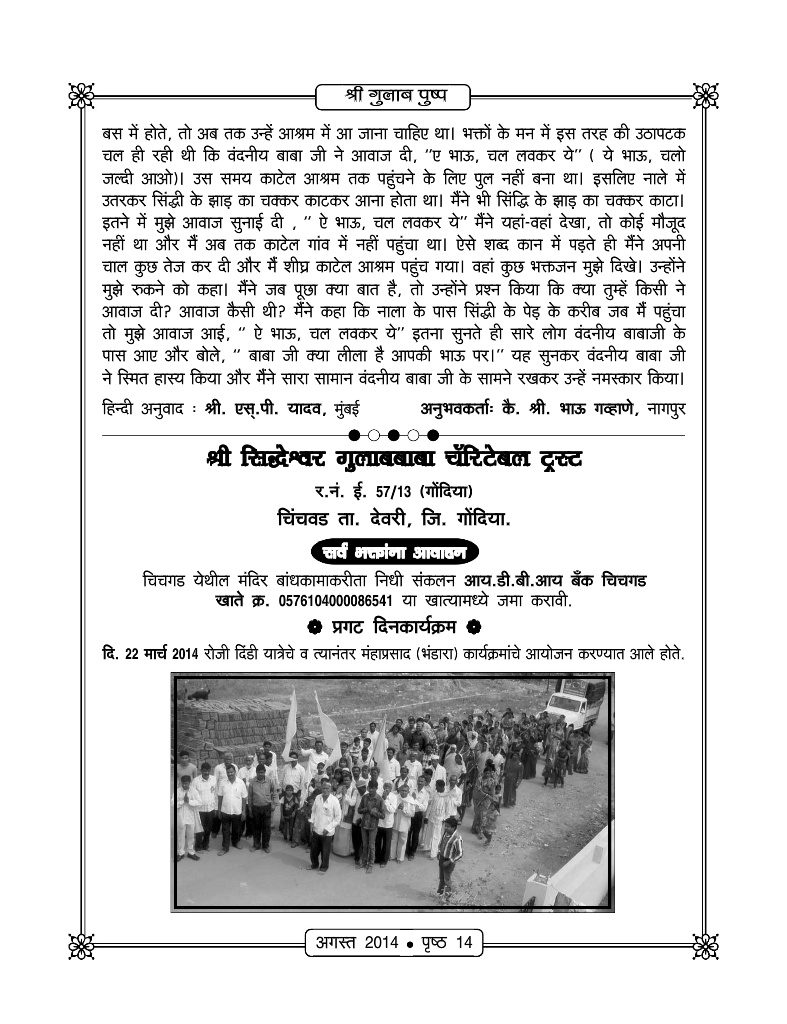 श्री गुलाब पुष्प
बस में होते, तो अब तक उन्हें आश्रम में आ जाना चाहिए था। भक्तों के मन में इस तरह की उठापटक
चल ही रही थी कि वंदनीय बाबा जी ने आवाज दी, ‘‘ए भाऊ, चल लवकर ये’’ ( ये भाऊ, चलो
जल्दी आओ)। उस समय काटेल आश्रम तक पहुंचने के लिए पुल नहीं बना था। इसलिए नाले में
उतरकर सिंद्धी के झाड़ का चक्कर काटकर आना होता था। मैंने भी सिंद्धि के झाड़ का चक्कर काटा।
इतने में मुझे आवाज सुनाई दी , ‘‘ ऐ भाऊ, चल लवकर ये’’ मैंने यहां-वहां देखा, तो कोई मौजूद
नहीं था और मैं अब तक काटेल गांव में नहीं पहुंचा था। ऐसे शब्द कान में पड़ते ही मैंने अपनी
चाल कुछ तेज कर दी और मैं शीघ्र काटेल आश्रम पहुंच गया। वहां कुछ भक्तजन मुझे दिखे। उन्होंने
मुझे रुकने को कहा। मैंने जब पूछा क्या बात है, तो उन्होंने प्रश्न किया कि क्या तुम्हें किसी ने
आवाज दी? आवाज कैसी थी? मैंने कहा कि नाला के पास सिंद्धी के पेड़ के करीब जब मैं पहुंचा
तो मुझे आवाज आई, ‘‘ ऐ भाऊ, चल लवकर ये’’ इतना सुनते ही सारे लोग वंदनीय बाबाजी के
पास आए और बोले, ‘‘ बाबा जी क्या लीला है आपकी भाऊ पर।’’ यह सुनकर वंदनीय बाबा जी
ने स्मित हास्य किया और मैंने सारा सामान वंदनीय बाबा जी के सामने रखकर उन्हें नमस्कार किया।
हिन्दी अनुवाद : श्री. एस्.पी. यादव, मुंबई अनुभवकर्ताः कै. श्री. भाऊ गव्हाणे, नागपुर
श्री सिद्धेश्वर गुलाबबाबा चॅरिटेबल ट्रस्ट
र.नं. ई. 57/13 (गोंदिया)
चिंचवड ता. देवरी, जि. गोंदिया.
सर्व भक्तांना आवाहन
चिचगड येथील मंदिर बांधकामाकरीता निधी संकलन आय.डी.बी.आय बँक चिचगड
खाते क्र. 0576104000086541 या खात्यामध्ये जमा करावी.
प्रगट दिनकार्यक्रम
दि. 22 मार्च 2014 रोजी दिंडी यात्रेचे व त्यानंतर मंहाप्रसाद (भंडारा) कार्यक्रमांचे आयोजन करण्यात आले होते.
अगस्त 2014 ● पृष्ठ 14